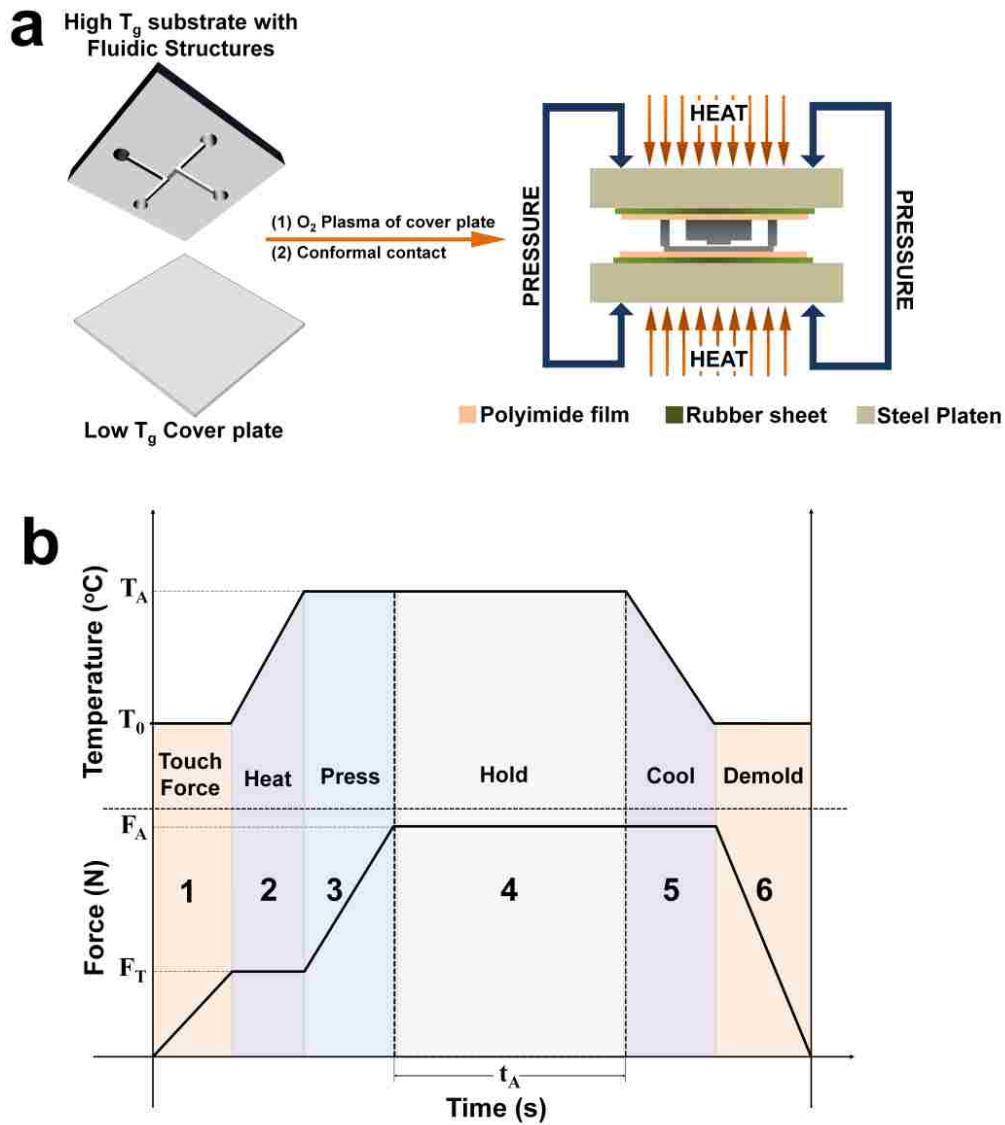 a
High Tg substrate with
Fluidic Structures
(1) O2 Plasma of cover plate
(2) Conformal contact
Low Tg Cover plate
HEAT
PRESSURE
PRESSURE
HEAT
Polyimide film
Rubber sheet
Steel Platen
b
Temperature (oC)
TA
T0
Touch
Force
Heat
Press
Hold
Cool
Demold
Force (N)
FA
FT
1
2
3
4
5
6
tA
Time (s)